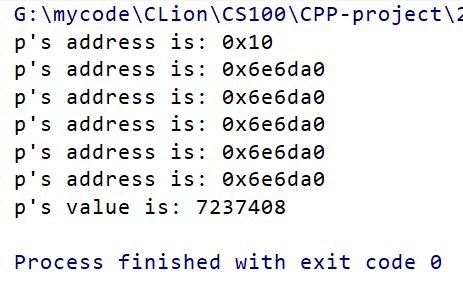 G:\mycode\CLion\CS100\CPP-project\2
p's address is: 0x10
p's address is: 0x6e6da0
p's address is: 0x6e6da0
p's address is: 0x6e6da0
p's address is: 0x6e6da0
p's address is: 0x6e6da0
p's value is: 7237408
Process finished with exit code 0